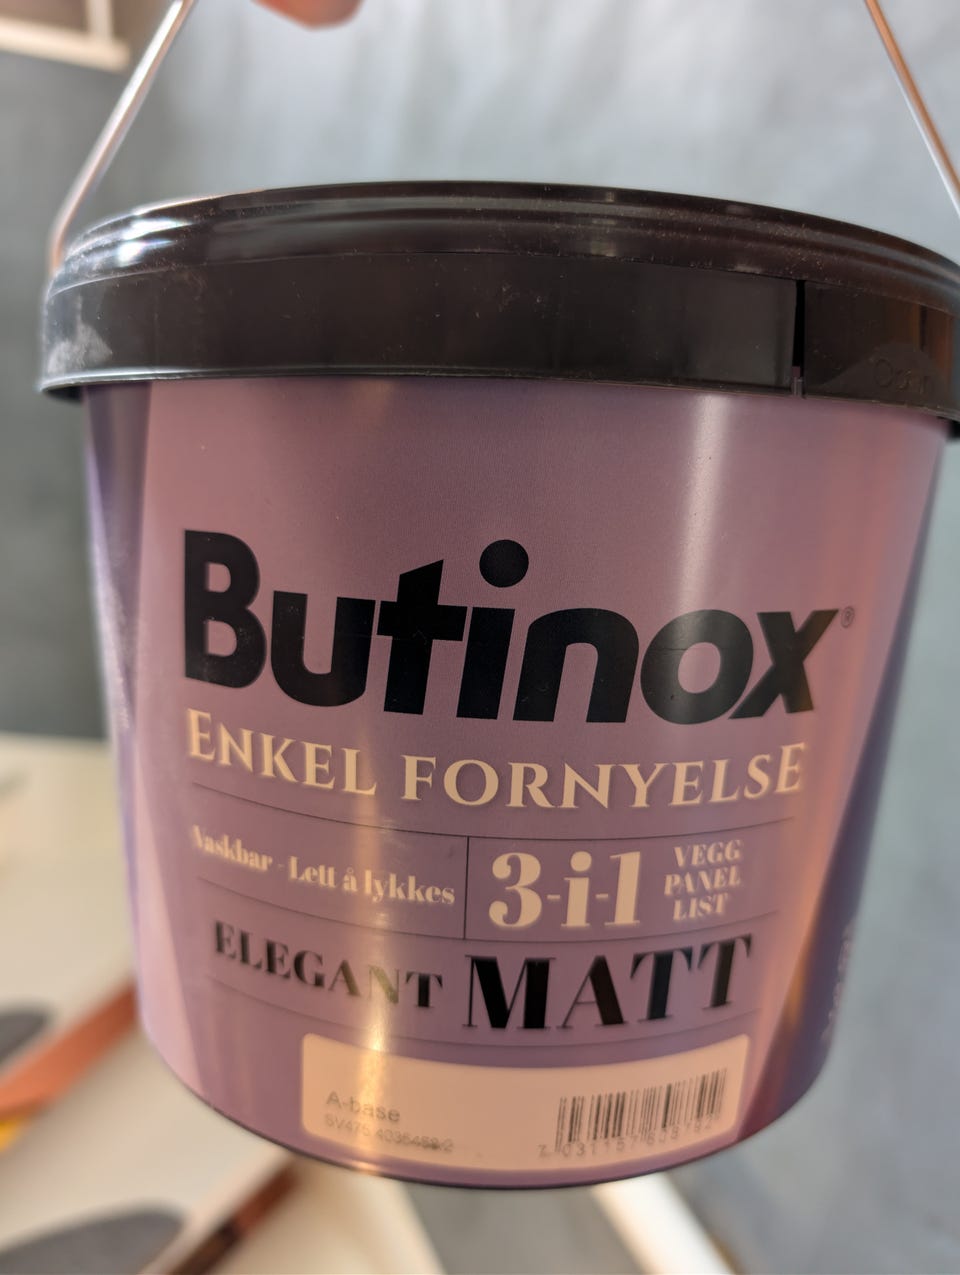 Butinox®
ENKEL FORNYELSE
Vaskbar - Lett å lykkes
3-i-1
VEGG
PANEL
LIST
ELEGANT MATT
A-base